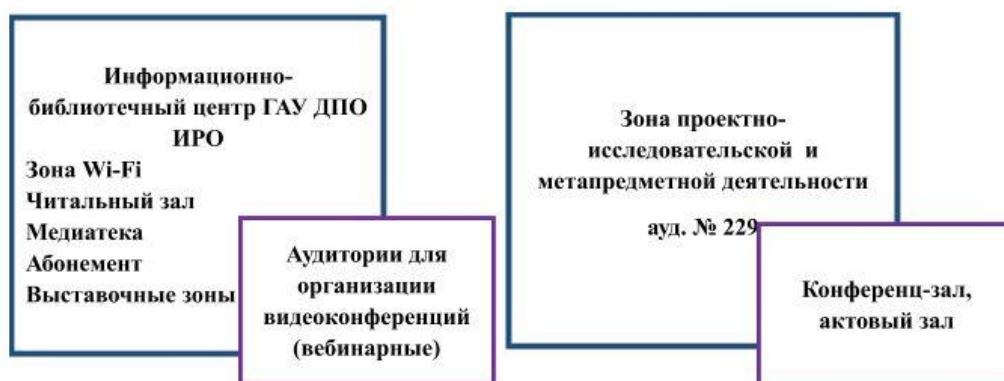 Информационно-
библиотечный центр ГАУ ДПО
ИРО
Зона Wi-Fi
Читальный зал
Медиатека
Абонемент
Выставочные зоны
Аудитории для
организации
видеоконференций
(вебинарные)
Зона проектно-
исследовательской и
метапредметной деятельности
ауд. № 229
Конференц-зал,
актовый зал